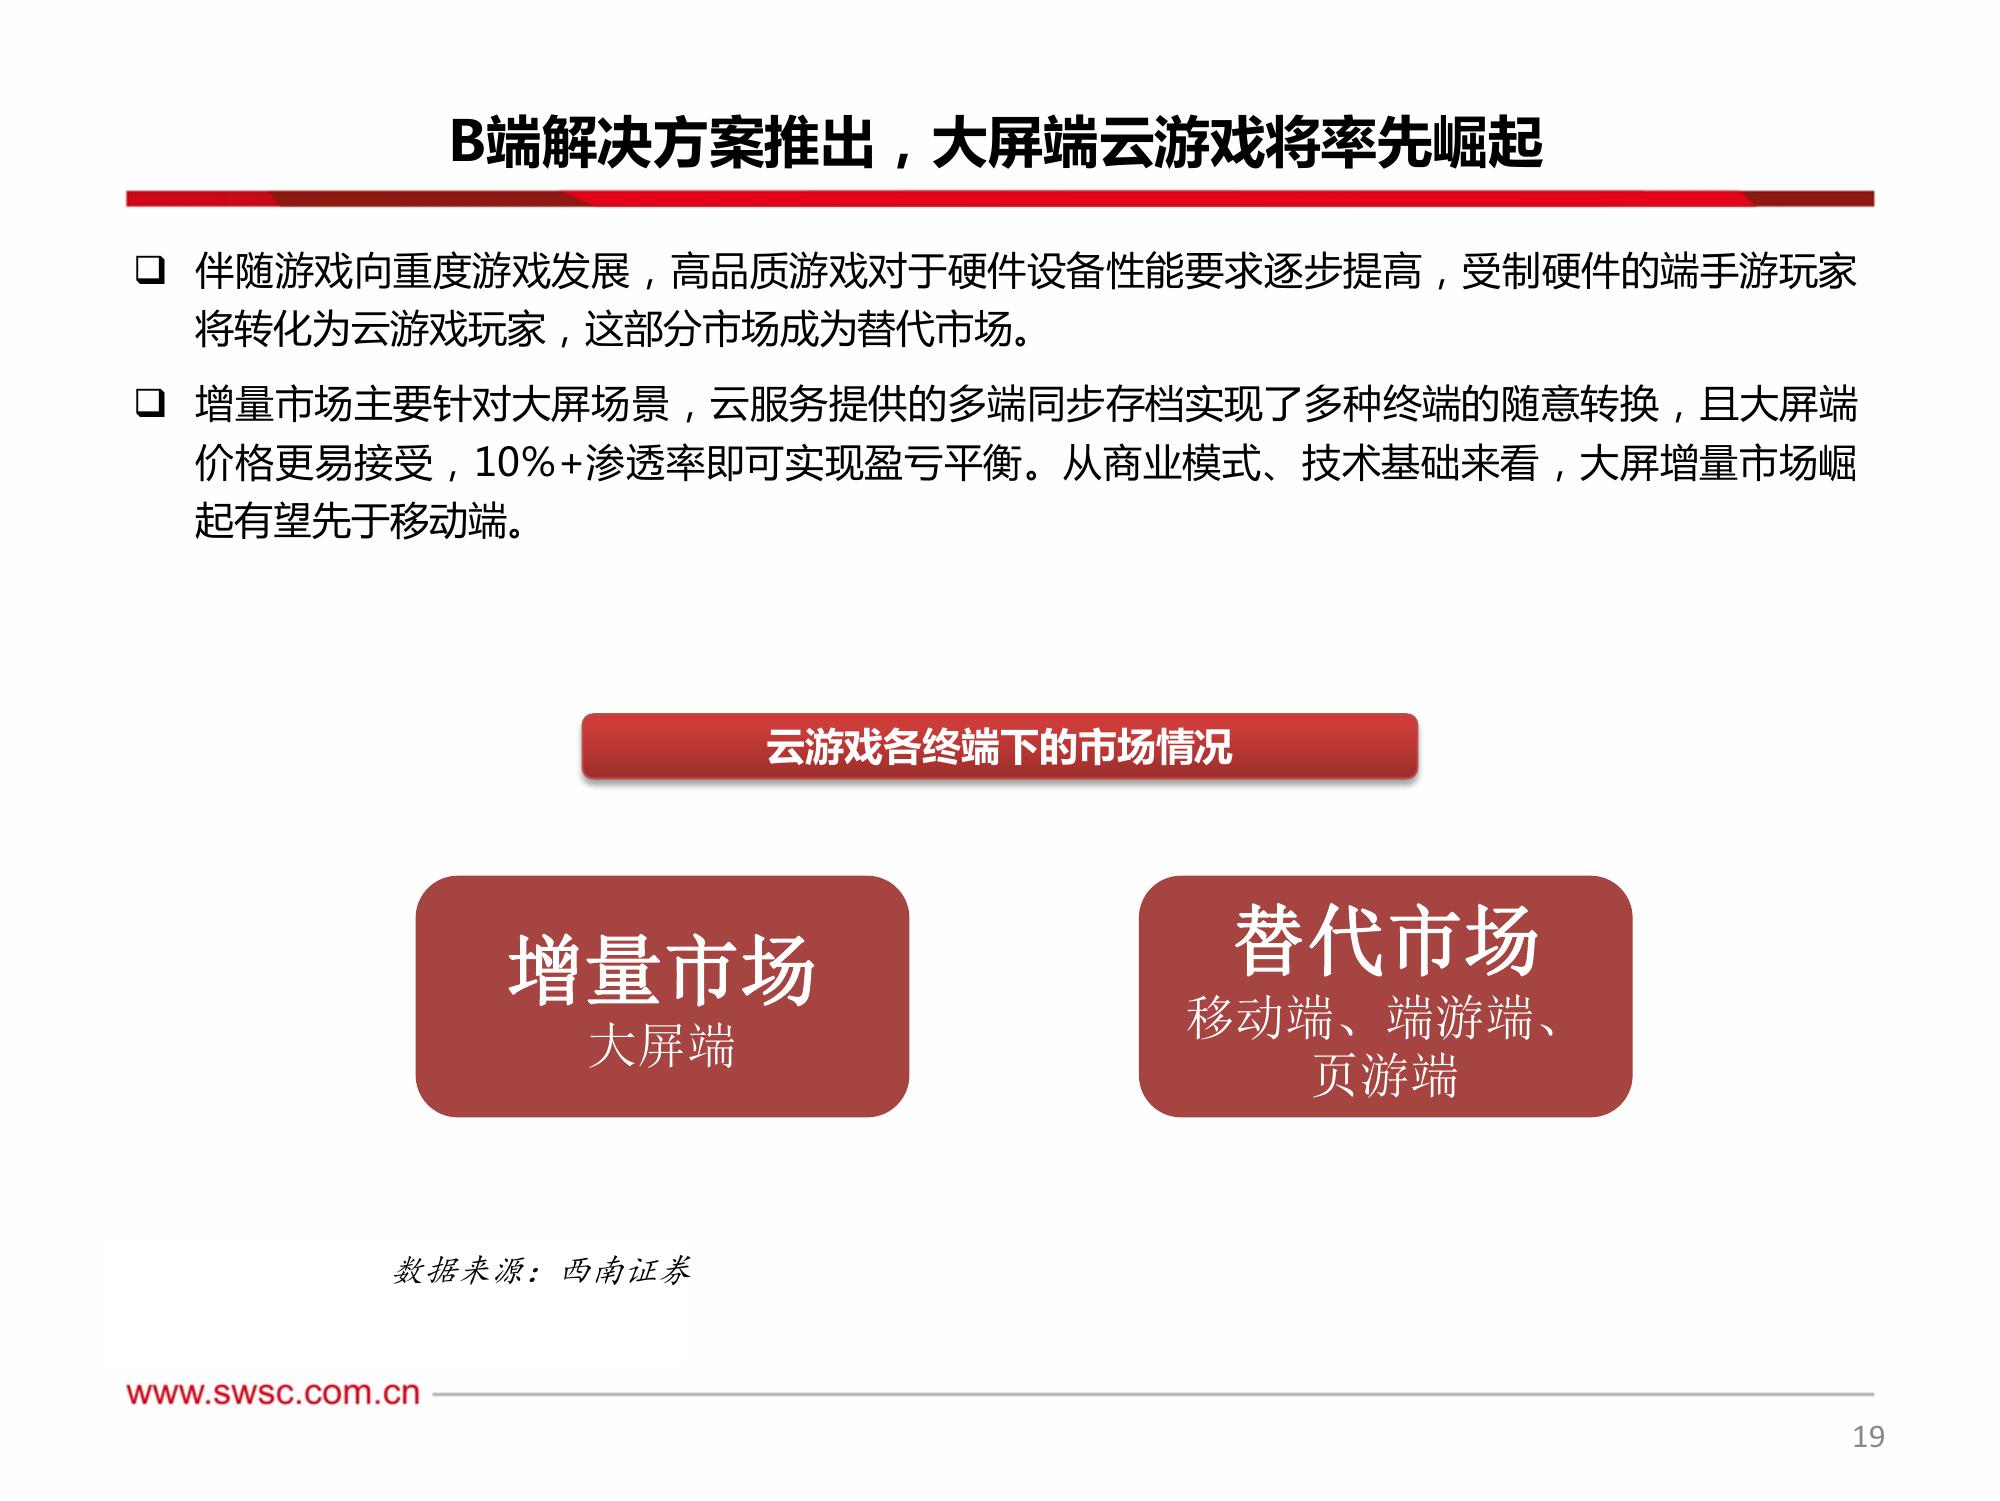 B端解决方案推出，大屏端云游戏将率先崛起
❑ 伴随游戏向重度游戏发展，高品质游戏对于硬件设备性能要求逐步提高，受制硬件的端手游玩家
将转化为云游戏玩家，这部分市场成为替代市场。
❑ 增量市场主要针对大屏场景，云服务提供的多端同步存档实现了多种终端的随意转换，且大屏端
价格更易接受，10%+渗透率即可实现盈亏平衡。从商业模式、技术基础来看，大屏增量市场崛
起有望先于移动端。
云游戏各终端下的市场情况
增量市场
大屏端
替代市场
移动端、端游端、
页游端
数据来源：西南证券
www.swsc.com.cn
19